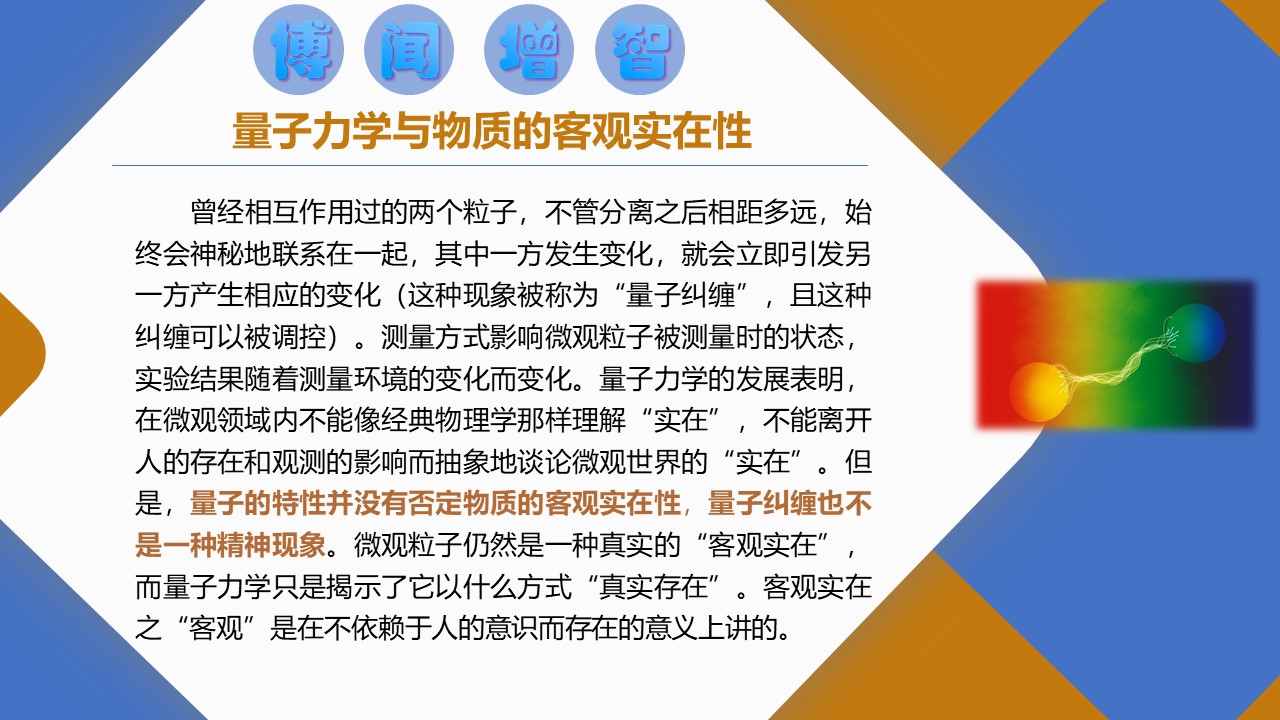 博闻增智
量子力学与物质的客观实在性
曾经相互作用过的两个粒子，不管分离之后相距多远，始
终会神秘地联系在一起，其中一方发生变化，就会立即引发另
一方产生相应的变化（这种现象被称为“量子纠缠”，且这种
纠缠可以被调控）。测量方式影响微观粒子被测量时的状态，
实验结果随着测量环境的变化而变化。量子力学的发展表明，
在微观领域内不能像经典物理学那样理解“实在”，不能离开
人的存在和观测的影响而抽象地谈论微观世界的“实在”。但
是，量子的特性并没有否定物质的客观实在性，量子纠缠也不
是一种精神现象。微观粒子仍然是一种真实的“客观实在”，
而量子力学只是揭示了它以什么方式“真实存在”。客观实在
之“客观”是在不依赖于人的意识而存在的意义上讲的。